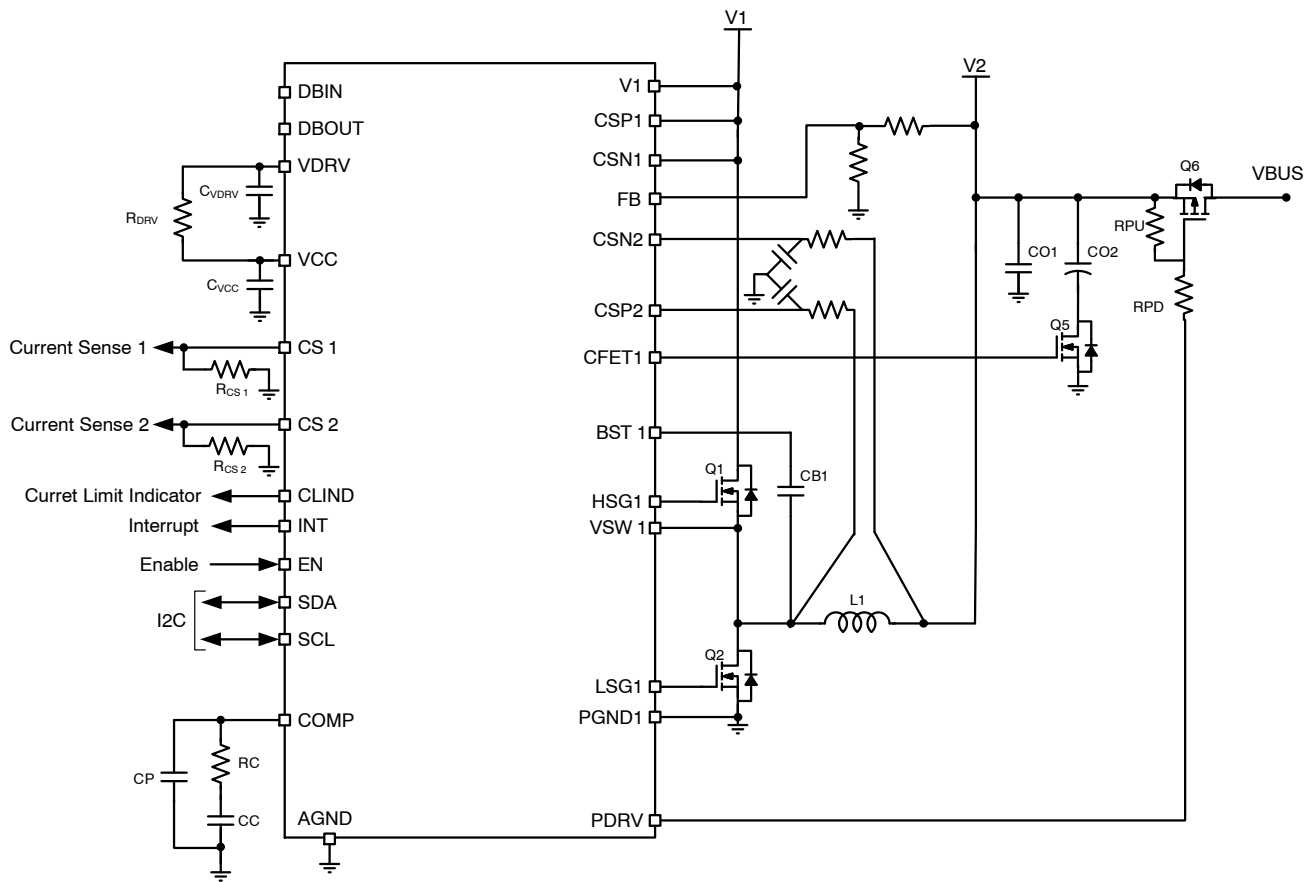 V1
V2
DBIN
DBOUT
VDRV
CVDRV
RDRV
VCC
CVCC
Current Sense 1
CS 1
RCS 1
Current Sense 2
CS 2
RCS 2
Curret Limit Indicator
CLIND
Interrupt
INT
Enable
EN
I2C
SDA
SCL
COMP
CP
RC
CC
AGND
V1
CSP1
CSN1
FB
CSN2
CSP2
CFET1
BST 1
HSG1
VSW 1
LSG1
PGND1
PDRV
Q1
CB1
L1
Q2
CO1
CO2
Q5
RPU
RPD
Q6
VBUS